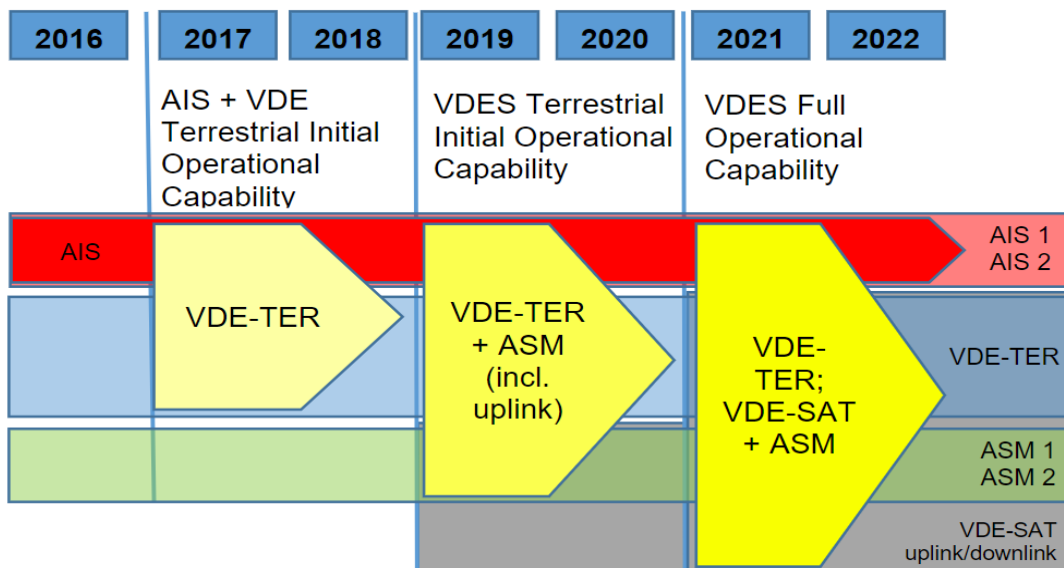 2016
2017
2018
2019
2020
2021
2022
AIS + VDE
Terrestrial Initial
Operational
Capability
VDES Terrestrial
Initial Operational
Capability
VDES Full
Operational
Capability
AIS
AIS 1
AIS 2
VDE-TER
VDE-TER
+ ASM
(incl.
uplink)
VDE-
TER;
VDE-SAT
+ ASM
VDE-TER
ASM 1
ASM 2
VDE-SAT
uplink/downlink